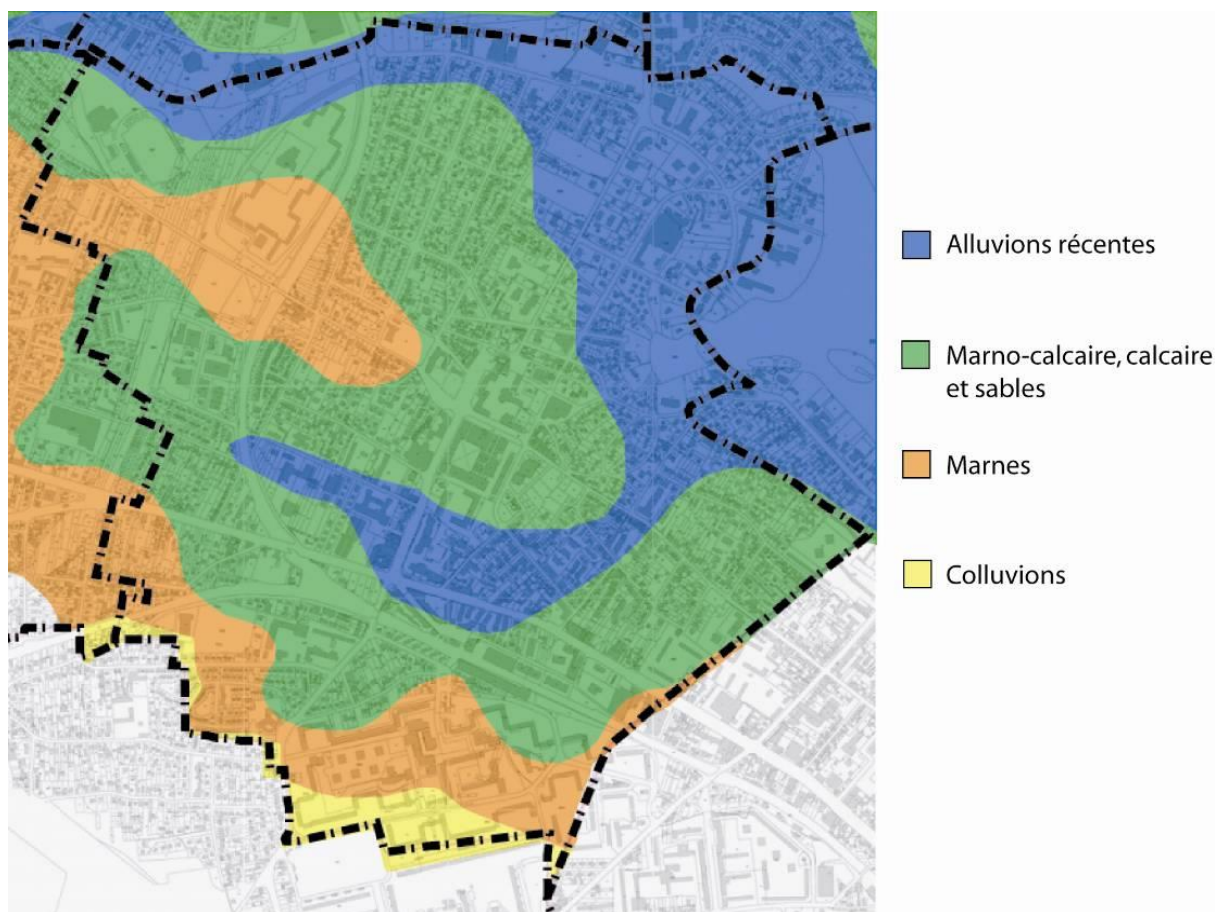 Alluvions récentes
Marno-calcaire, calcaire
et sables
Marnes
Colluvions